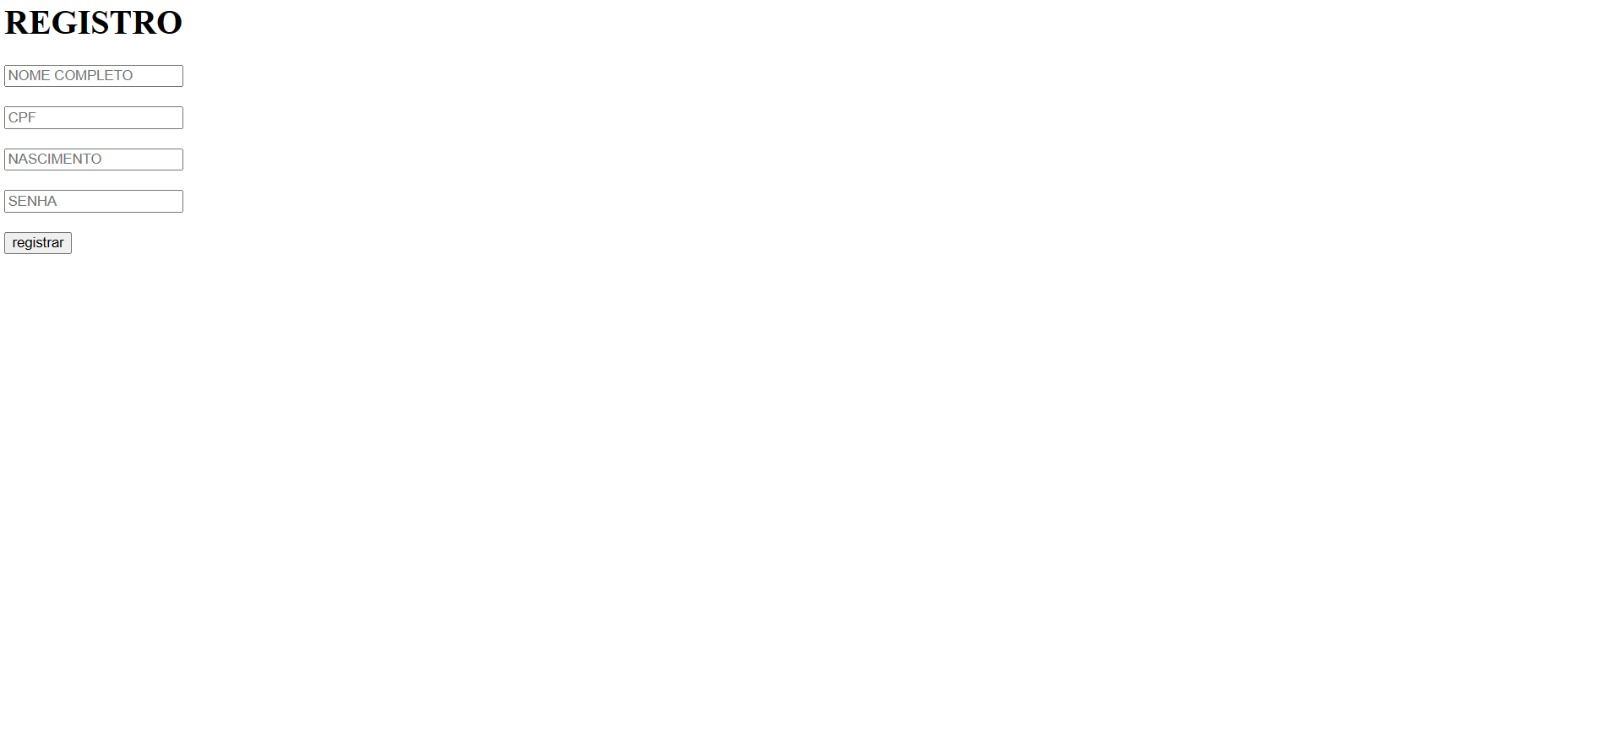 REGISTRO
NOME COMPLETO
CPF
NASCIMENTO
SENHA
registrar